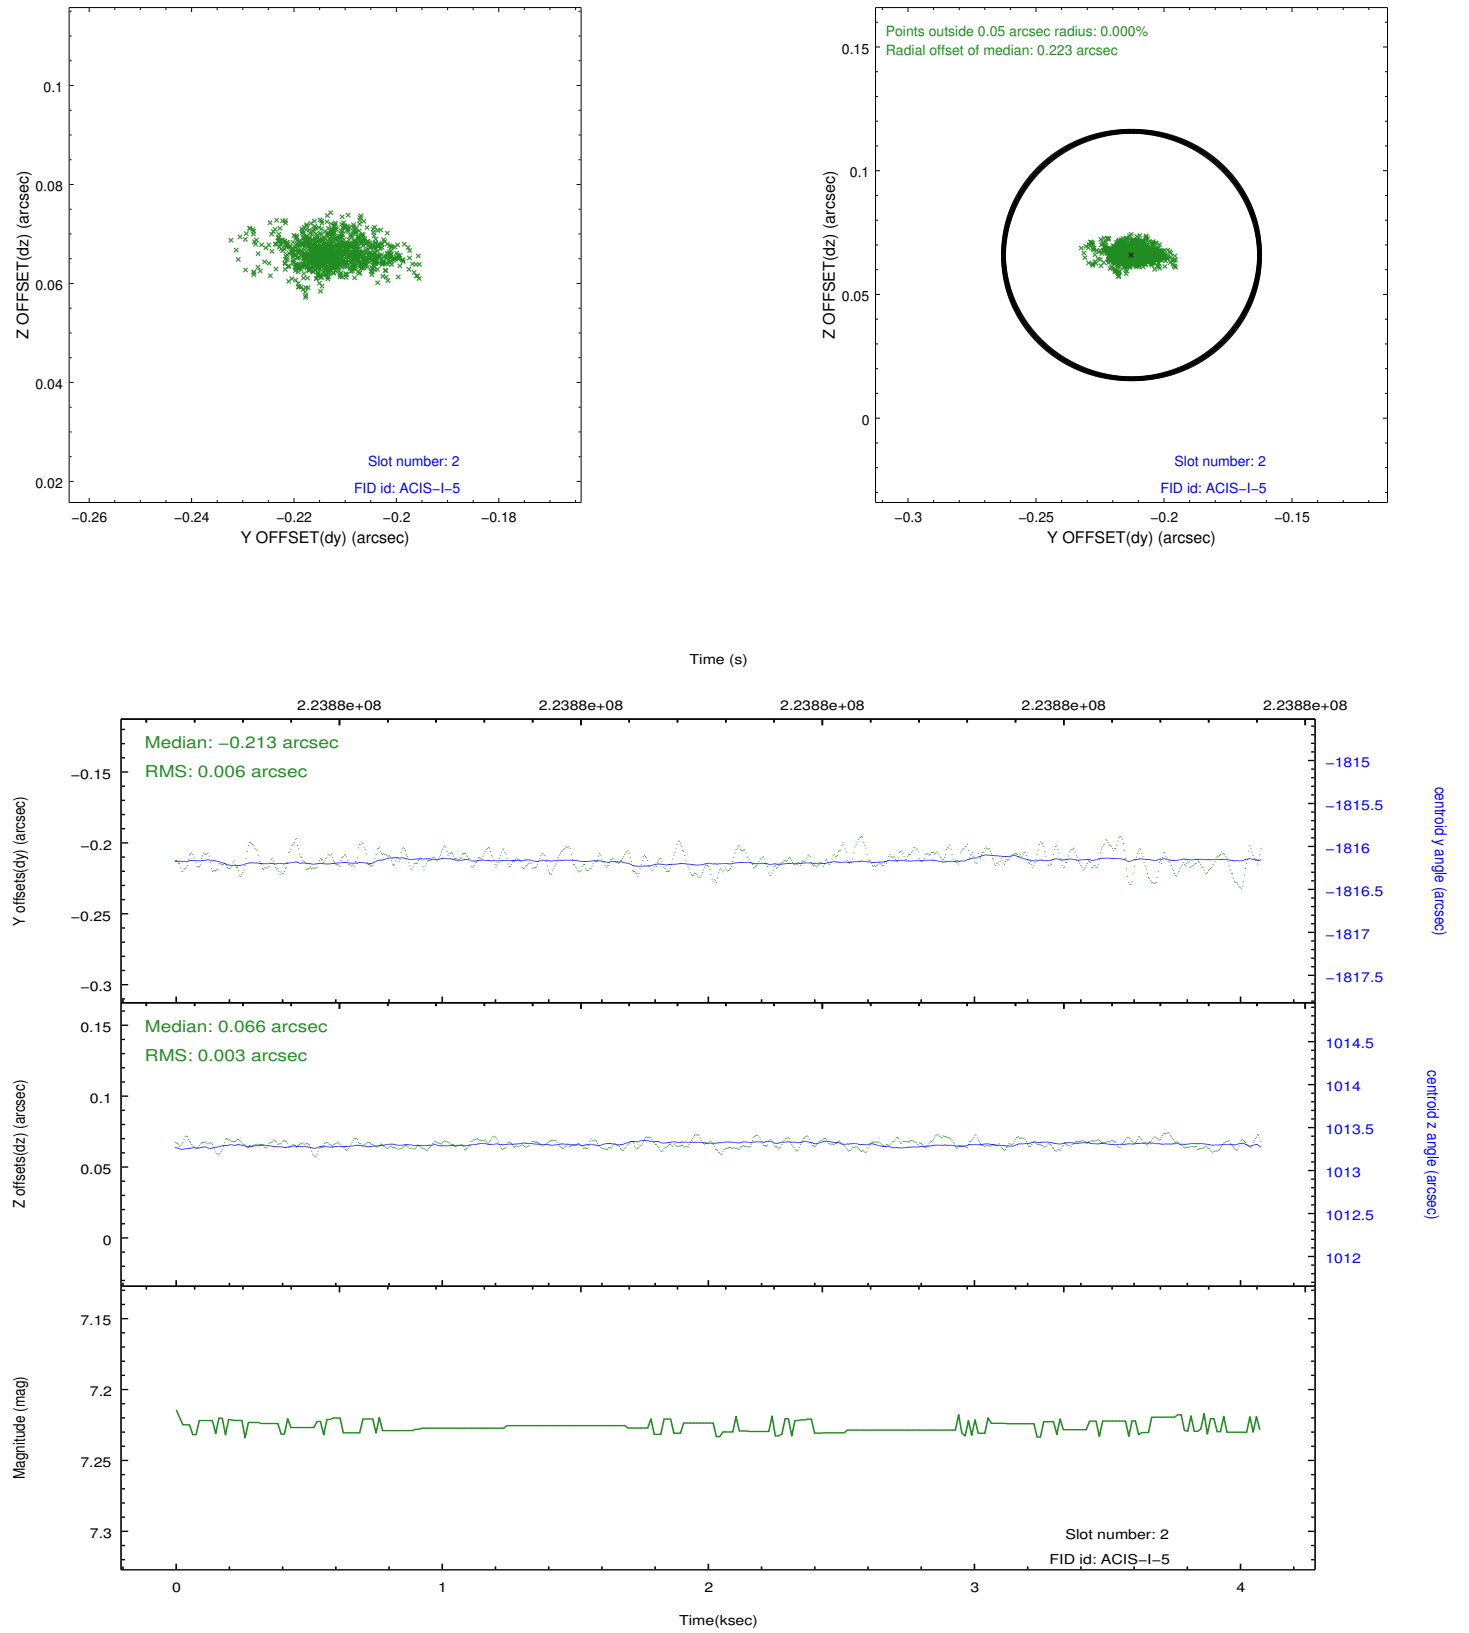 0.1
0.08
0.06
0.04
0.02
Z OFFSET(dz) (arcsec)
Slot number: 2
FID id: ACIS−I−5
−0.26
−0.24
−0.22
−0.2
−0.18
Y OFFSET(dy) (arcsec)
Points outside 0.05 arcsec radius: 0.000%
Radial offset of median: 0.223 arcsec
0.15
0.1
0.05
0
Z OFFSET(dz) (arcsec)
Slot number: 2
FID id: ACIS−I−5
−0.3
−0.25
−0.2
−0.15
Y OFFSET(dy) (arcsec)
Time (s)
2.2388e+08
2.2388e+08
2.2388e+08
2.2388e+08
2.2388e+08
Median: −0.213 arcsec
RMS: 0.006 arcsec
−0.15
−0.2
−0.25
−0.3
Y offsets(dy) (arcsec)
−1815
−1815.5
−1816
−1816.5
−1817
−1817.5
centroid y angle (arcsec)
Median: 0.066 arcsec
RMS: 0.003 arcsec
0.15
0.1
0.05
0
Z offsets(dz) (arcsec)
1014.5
1014
1013.5
1013
1012.5
1012
centroid z angle (arcsec)
7.15
7.2
7.25
7.3
Magnitude (mag)
Slot number: 2
FID id: ACIS−I−5
0
1
2
3
4
Time(ksec)